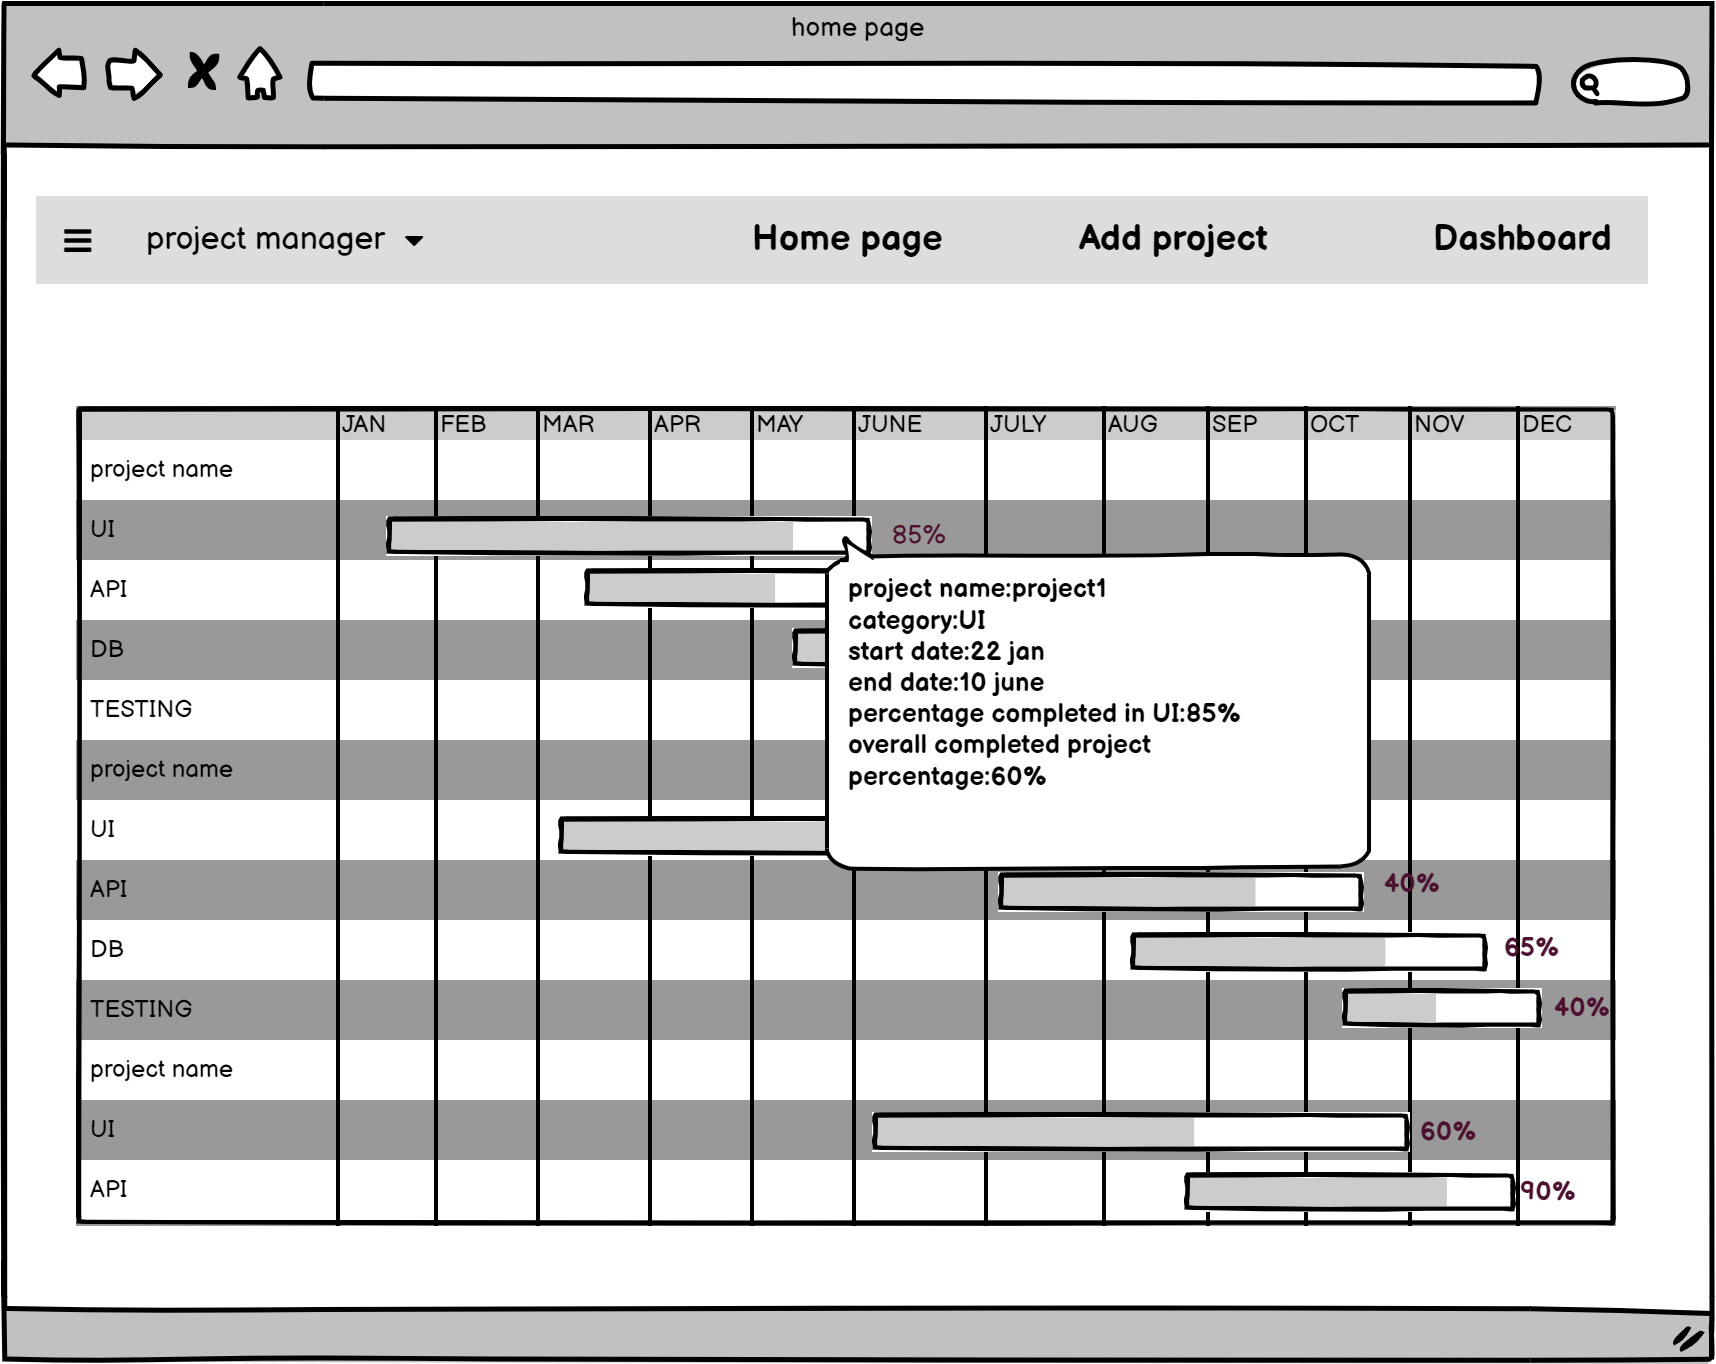 home page
project manager
Home page
Add project
Dashboard
JAN FEB MAR APR MAY JUNE JULY AUG SEP OCT NOV DEC
project name
UI 85%
API
DB
TESTING
project name
UI
project name:project1
category:UI
start date:22 jan
end date:10 june
percentage completed in UI:85%
overall completed project
percentage:60%
API 40%
DB 65%
TESTING 40%
project name
UI 60%
API 90%